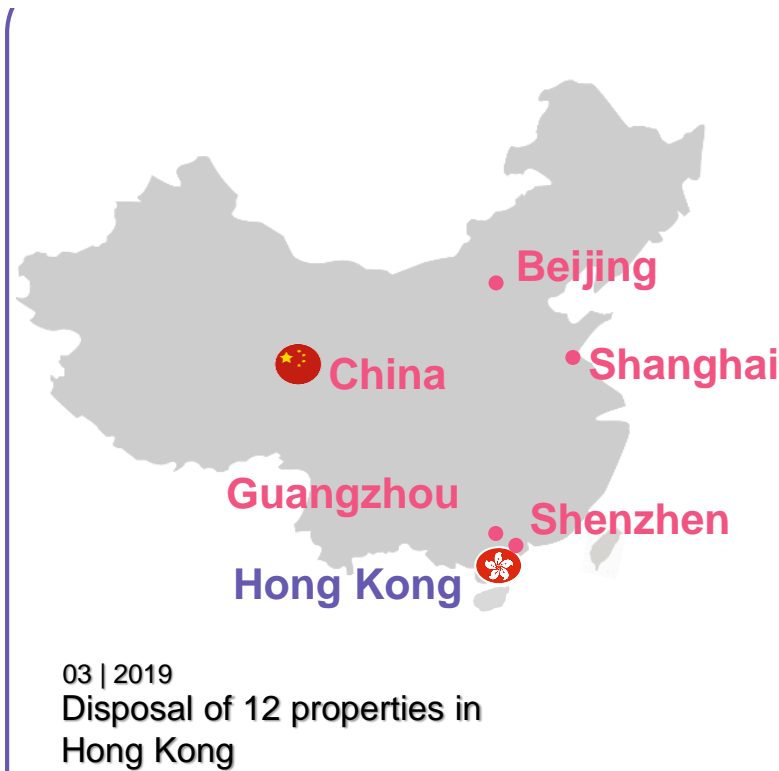 Beijing
Shanghai
China
Guangzhou
Shenzhen
Hong Kong
03 | 2019
Disposal of 12 properties in
Hong Kong